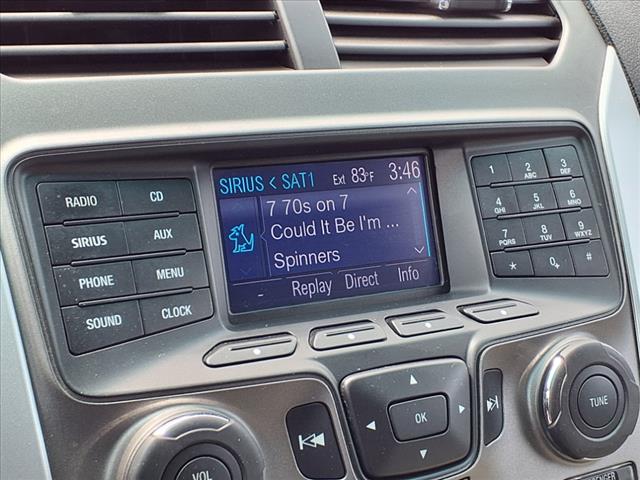 SIRIUS < SAT1 Ext 83°F 3:46
7 70s on 7
Could It Be I'm ...
Spinners
- Replay Direct Info
RADIO CD
SIRIUS AUX
PHONE MENU
SOUND CLOCK
1 2 ABC 3 DEF
4 GHI 5 JKL 6 MNO
7 PQRS 8 TUV 9 WXYZ
* 0+ #
OK
VOL
TUNE